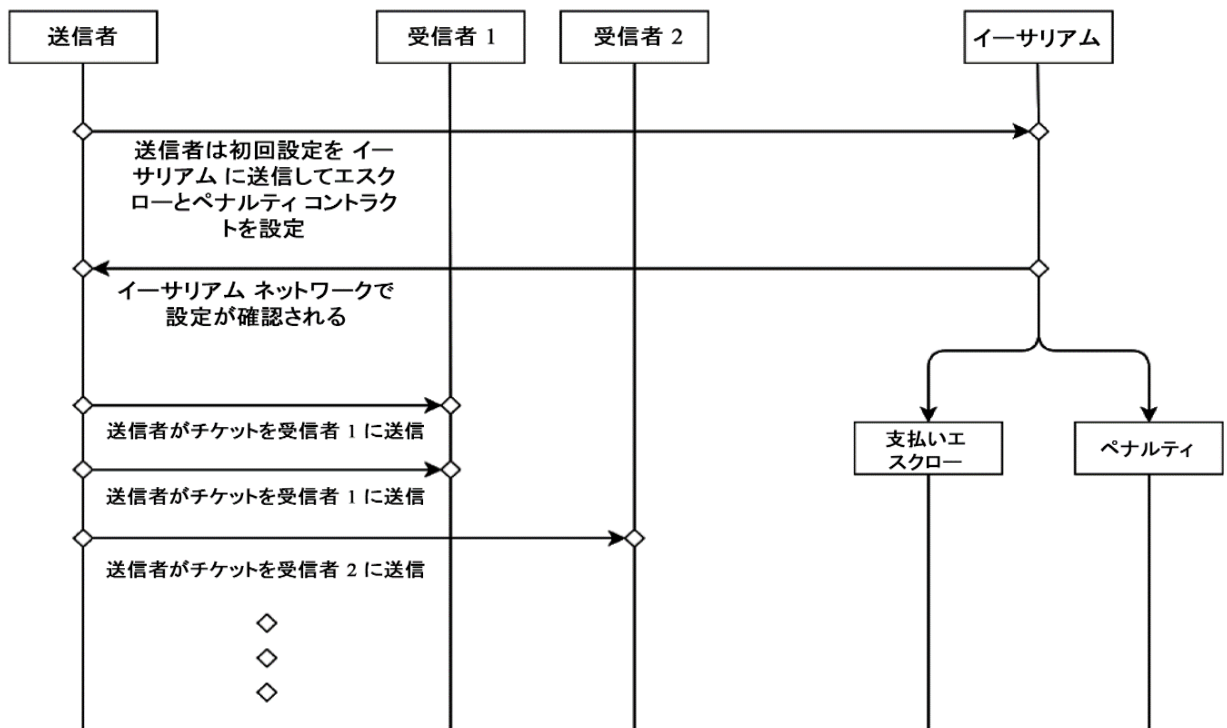 送信者
受信者 1
受信者 2
イーサリアム
送信者は初回設定を イー
サリアム に送信してエスク
ローとペナルティ コントラク
トを設定
イーサリアム ネットワークで
設定が確認される
送信者がチケットを受信者 1 に送信
支払いエ
スクロー
ペナルティ
送信者がチケットを受信者 1 に送信
送信者がチケットを受信者 2 に送信